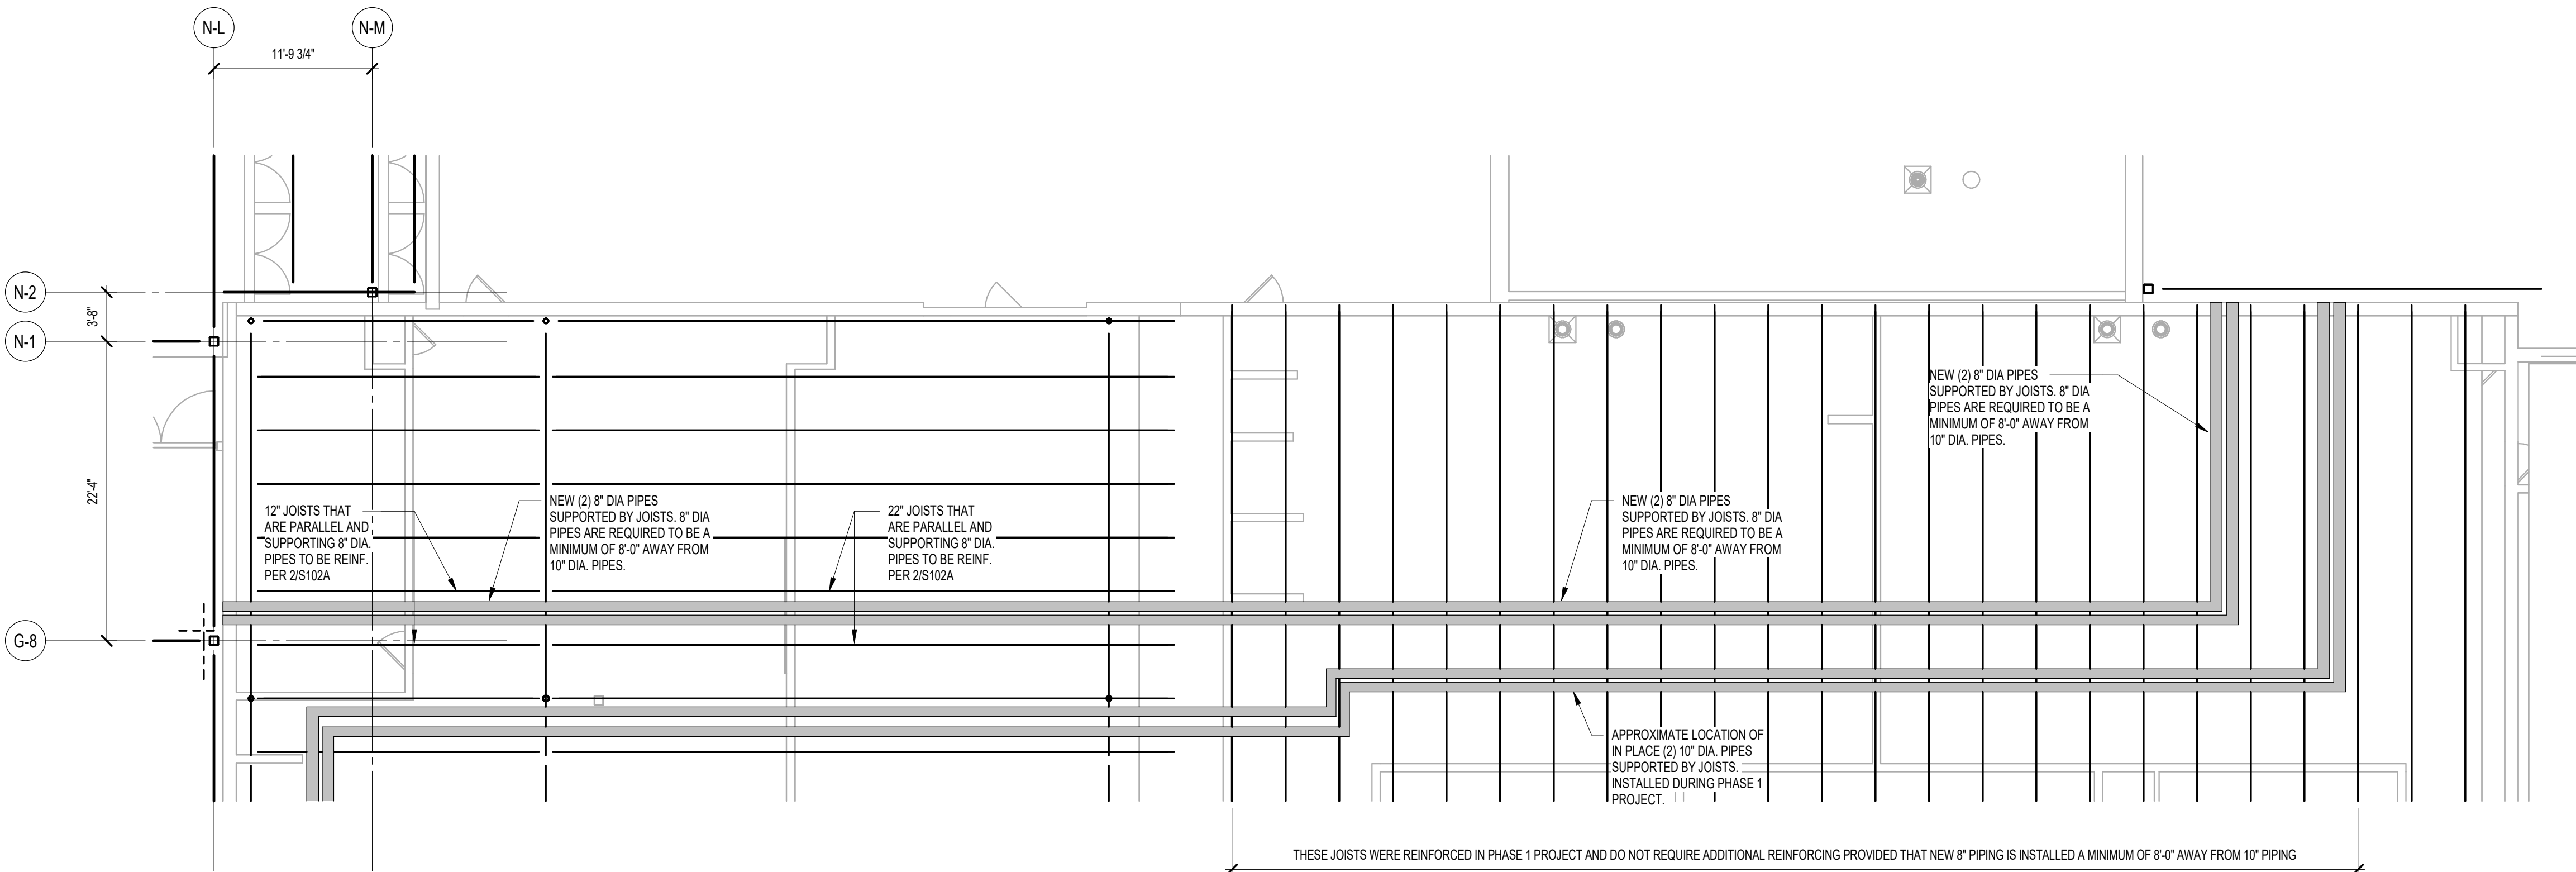 N-L
N-M
11'-9 3/4"
N-2
3'-8"
N-1
22'-4"
G-8
12" JOISTS THAT
ARE PARALLEL AND
SUPPORTING 8" DIA.
PIPES TO BE REINF.
PER 2/S102A
NEW (2) 8" DIA PIPES
SUPPORTED BY JOISTS. 8" DIA
PIPES ARE REQUIRED TO BE A
MINIMUM OF 8'-0" AWAY FROM
10" DIA. PIPES.
22" JOISTS THAT
ARE PARALLEL AND
SUPPORTING 8" DIA.
PIPES TO BE REINF.
PER 2/S102A
NEW (2) 8" DIA PIPES
SUPPORTED BY JOISTS. 8" DIA
PIPES ARE REQUIRED TO BE A
MINIMUM OF 8'-0" AWAY FROM
10" DIA. PIPES.
NEW (2) 8" DIA PIPES
SUPPORTED BY JOISTS. 8" DIA
PIPES ARE REQUIRED TO BE A
MINIMUM OF 8'-0" AWAY FROM
10" DIA. PIPES.
APPROXIMATE LOCATION OF
IN PLACE (2) 10" DIA. PIPES
SUPPORTED BY JOISTS.
INSTALLED DURING PHASE 1
PROJECT.
THESE JOISTS WERE REINFORCED IN PHASE 1 PROJECT AND DO NOT REQUIRE ADDITIONAL REINFORCING PROVIDED THAT NEW 8" PIPING IS INSTALLED A MINIMUM OF 8'-0" AWAY FROM 10" PIPING